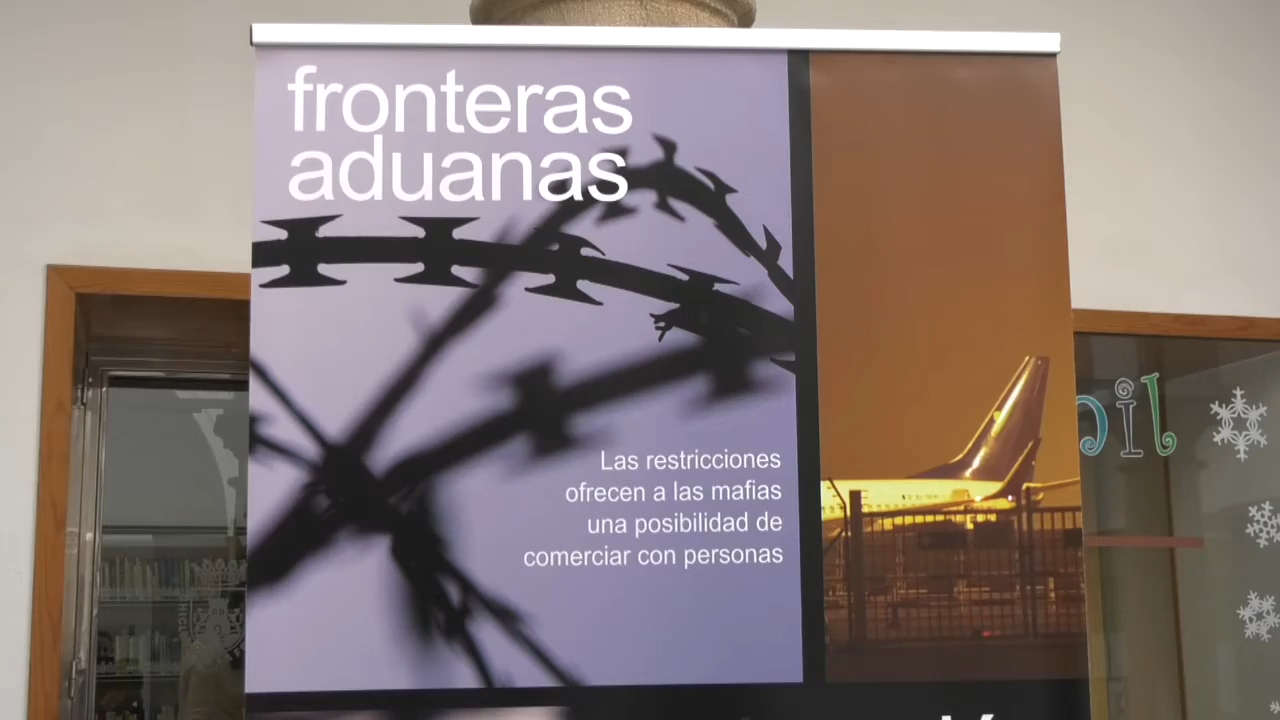 fronteras
aduanas
Las restricciones
ofrecen a las mafias
una posibilidad de
comerciar con personas